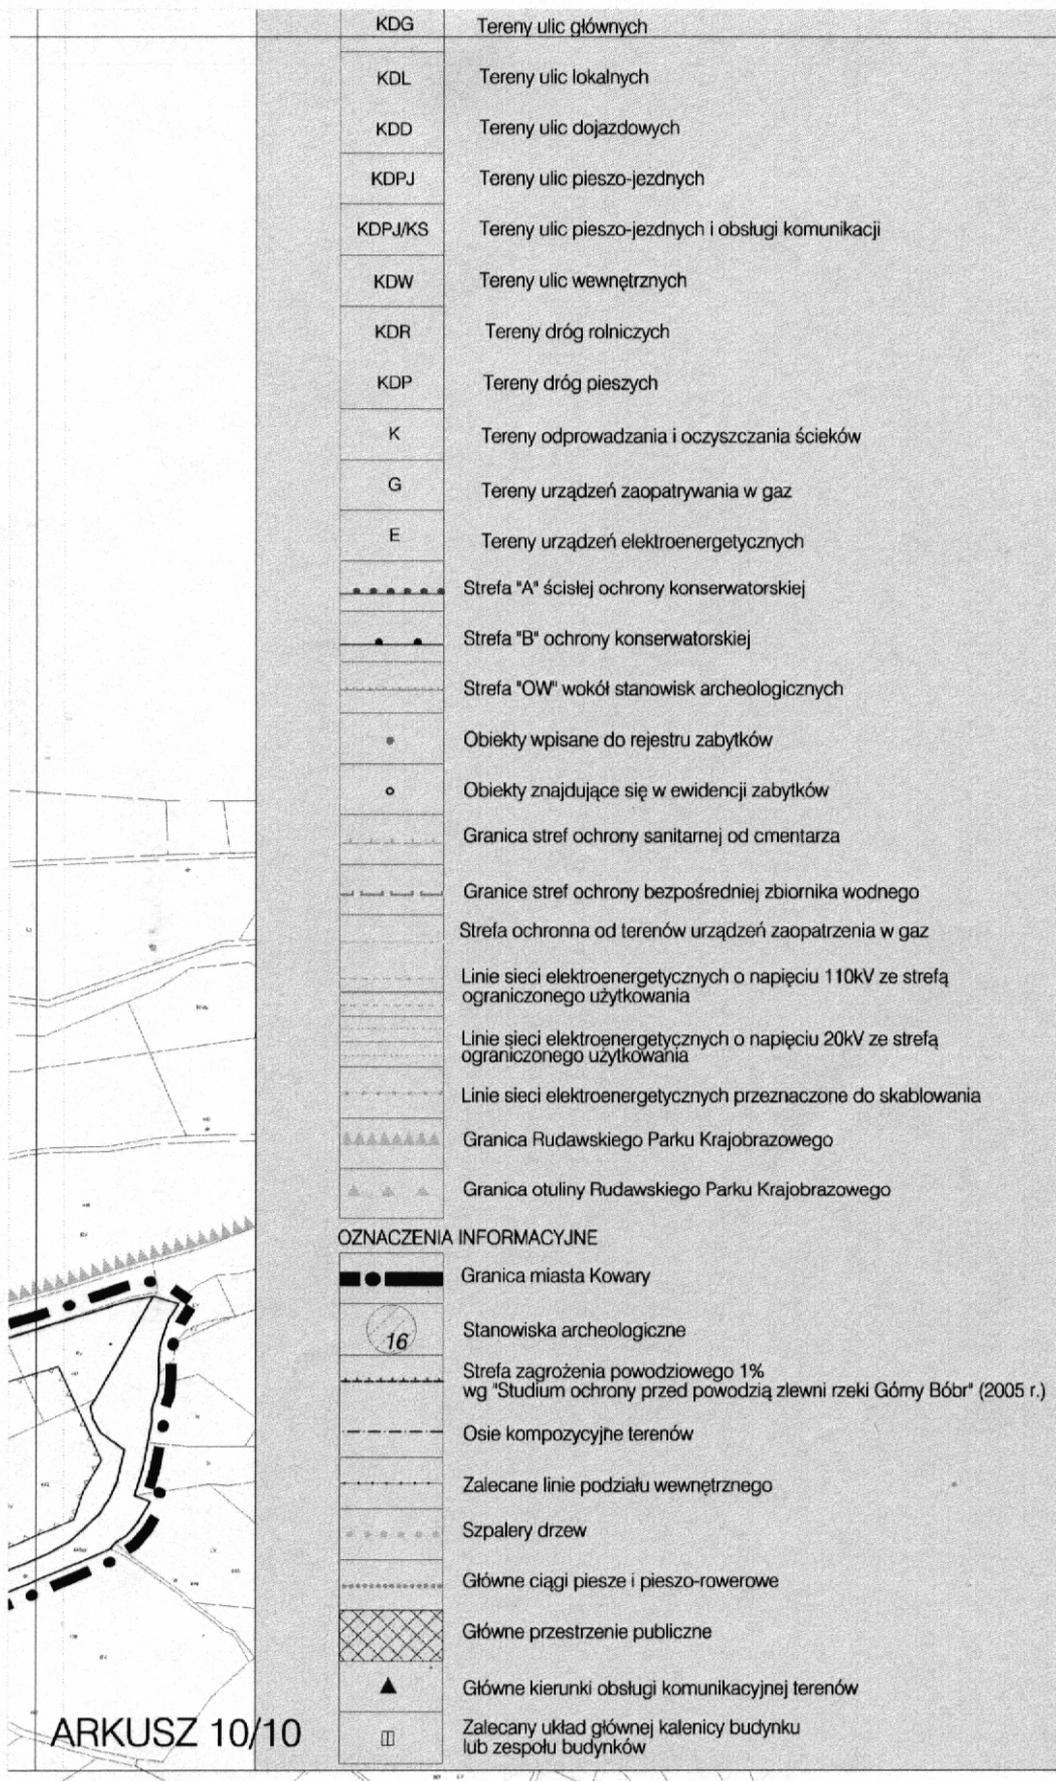 KDG Tereny ulic głównych
KDL Tereny ulic lokalnych
KDD Tereny ulic dojazdowych
KDPJ Tereny ulic pieszo-jezdnych
KDPJ/KS Tereny ulic pieszo-jezdnych i obsługi komunikacji
KDW Tereny ulic wewnętrznych
KDR Tereny dróg rolniczych
KDP Tereny dróg pieszych
K Tereny odprowadzania i oczyszczania ścieków
G Tereny urządzeń zaopatrywania w gaz
E Tereny urządzeń elektroenergetycznych
Strefa "A" ścisłej ochrony konserwatorskiej
Strefa "B" ochrony konserwatorskiej
Strefa "OW" wokół stanowisk archeologicznych
Obiekty wpisane do rejestru zabytków
Obiekty znajdujące się w ewidencji zabytków
Granica stref ochrony sanitarnej od cmentarza
Granice stref ochrony bezpośredniej zbiornika wodnego
Strefa ochronna od terenów urządzeń zaopatrzenia w gaz
Linie sieci elektroenergetycznych o napięciu 110kV ze strefą
ograniczonego użytkowania
Linie sieci elektroenergetycznych o napięciu 20kV ze strefą
ograniczonego użytkowania
Linie sieci elektroenergetycznych przeznaczone do skablowania
Granica Rudawskiego Parku Krajobrazowego
Granica otuliny Rudawskiego Parku Krajobrazowego
OZNACZENIA INFORMACYJNE
Granica miasta Kowary
16 Stanowiska archeologiczne
Strefa zagrożenia powodziowego 1%
wg "Studium ochrony przed powodzią zlewni rzeki Górny Bóbr" (2005 r.)
Osie kompozycyjne terenów
Zalecane linie podziału wewnętrznego
Szpalery drzew
Główne ciągi piesze i pieszo-rowerowe
Główne przestrzenie publiczne
Główne kierunki obsługi komunikacyjnej terenów
Zalecany układ głównej kalenicy budynku
lub zespołu budynków
ARKUSZ 10/10